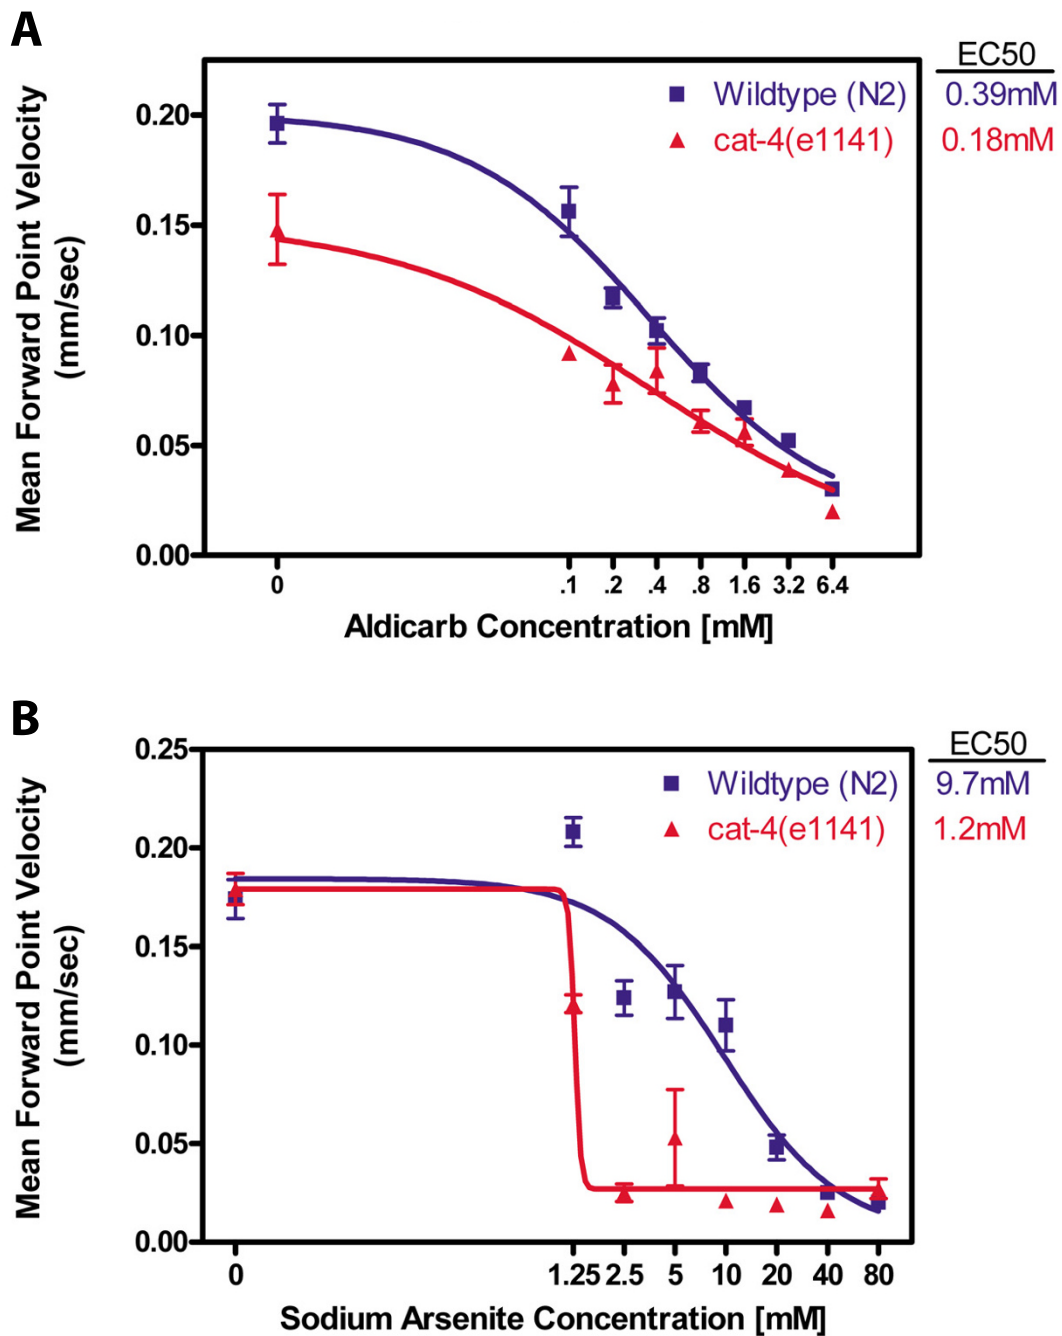 A
EC50
Wildtype (N2) 0.39mM
cat-4(e1141) 0.18mM
Mean Forward Point Velocity
(mm/sec)
0.20
0.15
0.10
0.05
0.00
0 .1 .2 .4 .8 1.6 3.2 6.4
Aldicarb Concentration [mM]
B
EC50
Wildtype (N2) 9.7mM
cat-4(e1141) 1.2mM
Mean Forward Point Velocity
(mm/sec)
0.25
0.20
0.15
0.10
0.05
0.00
0 1.25 2.5 5 10 20 40 80
Sodium Arsenite Concentration [mM]